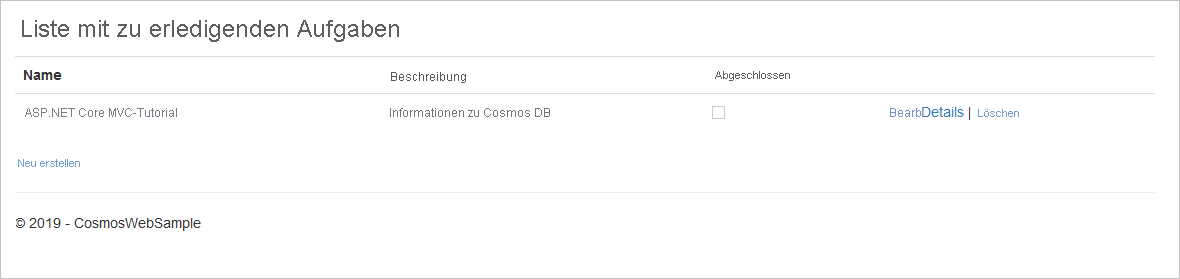 Liste mit zu erledigenden Aufgaben
Name Beschreibung Abgeschlossen
ASP.NET Core MVC-Tutorial Informationen zu Cosmos DB BearbDetails | Löschen
Neu erstellen
© 2019 - CosmosWebSample